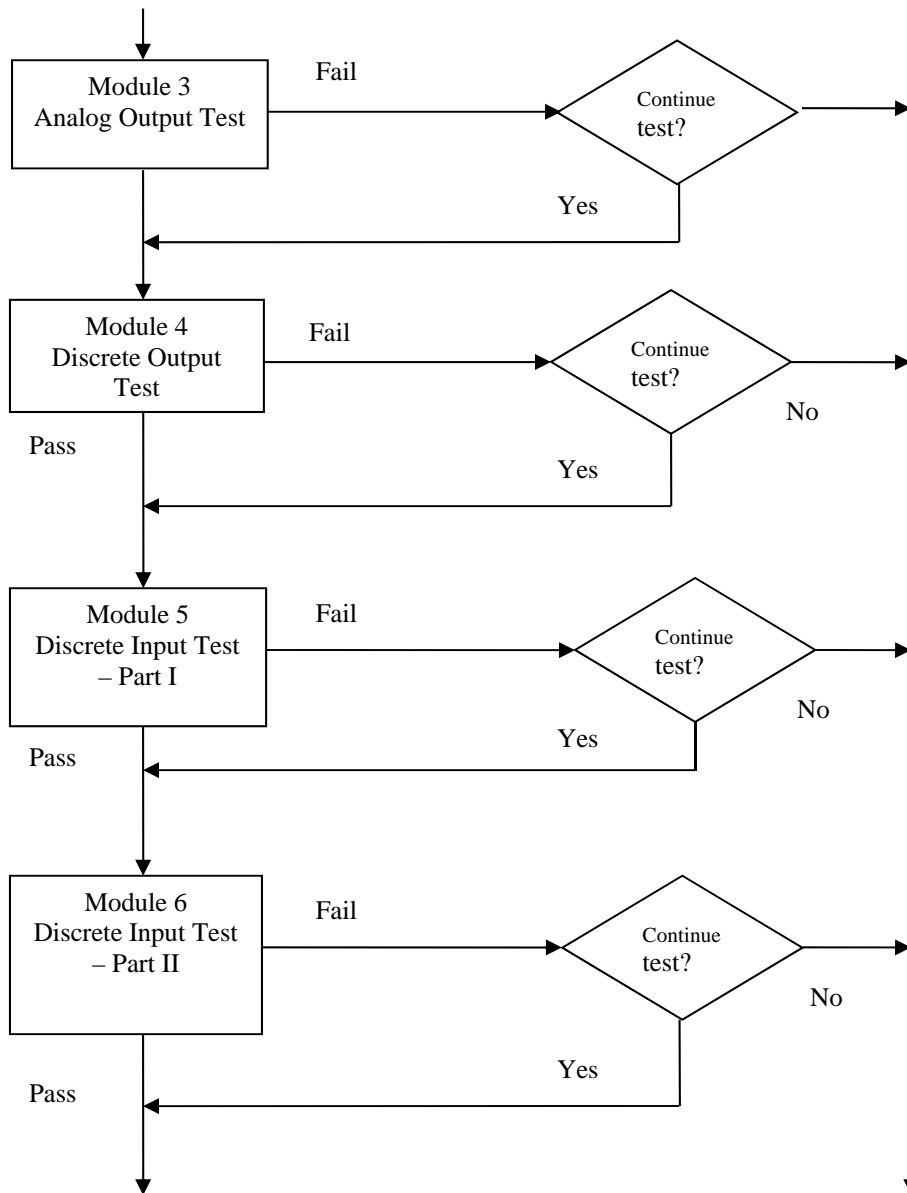 Module 3
Analog Output Test
Fail
Continue
test?
Yes
Module 4
Discrete Output
Test
Fail
Continue
test?
No
Pass
Yes
Module 5
Discrete Input Test
– Part I
Fail
Continue
test?
No
Yes
Pass
Module 6
Discrete Input Test
– Part II
Fail
Continue
test?
No
Yes
Pass